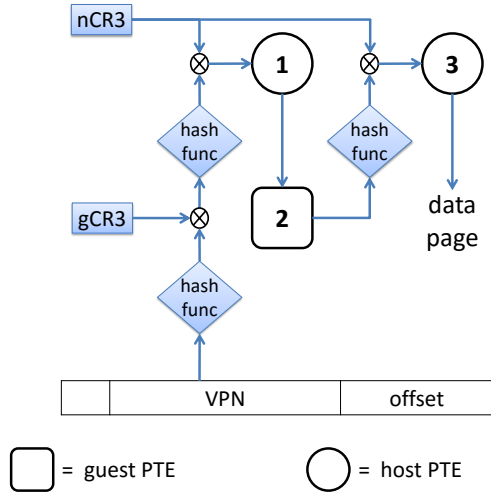 nCR3
1
3
hash
func
hash
func
gCR3
2
data
page
hash
func
VPN
offset
= guest PTE
= host PTE